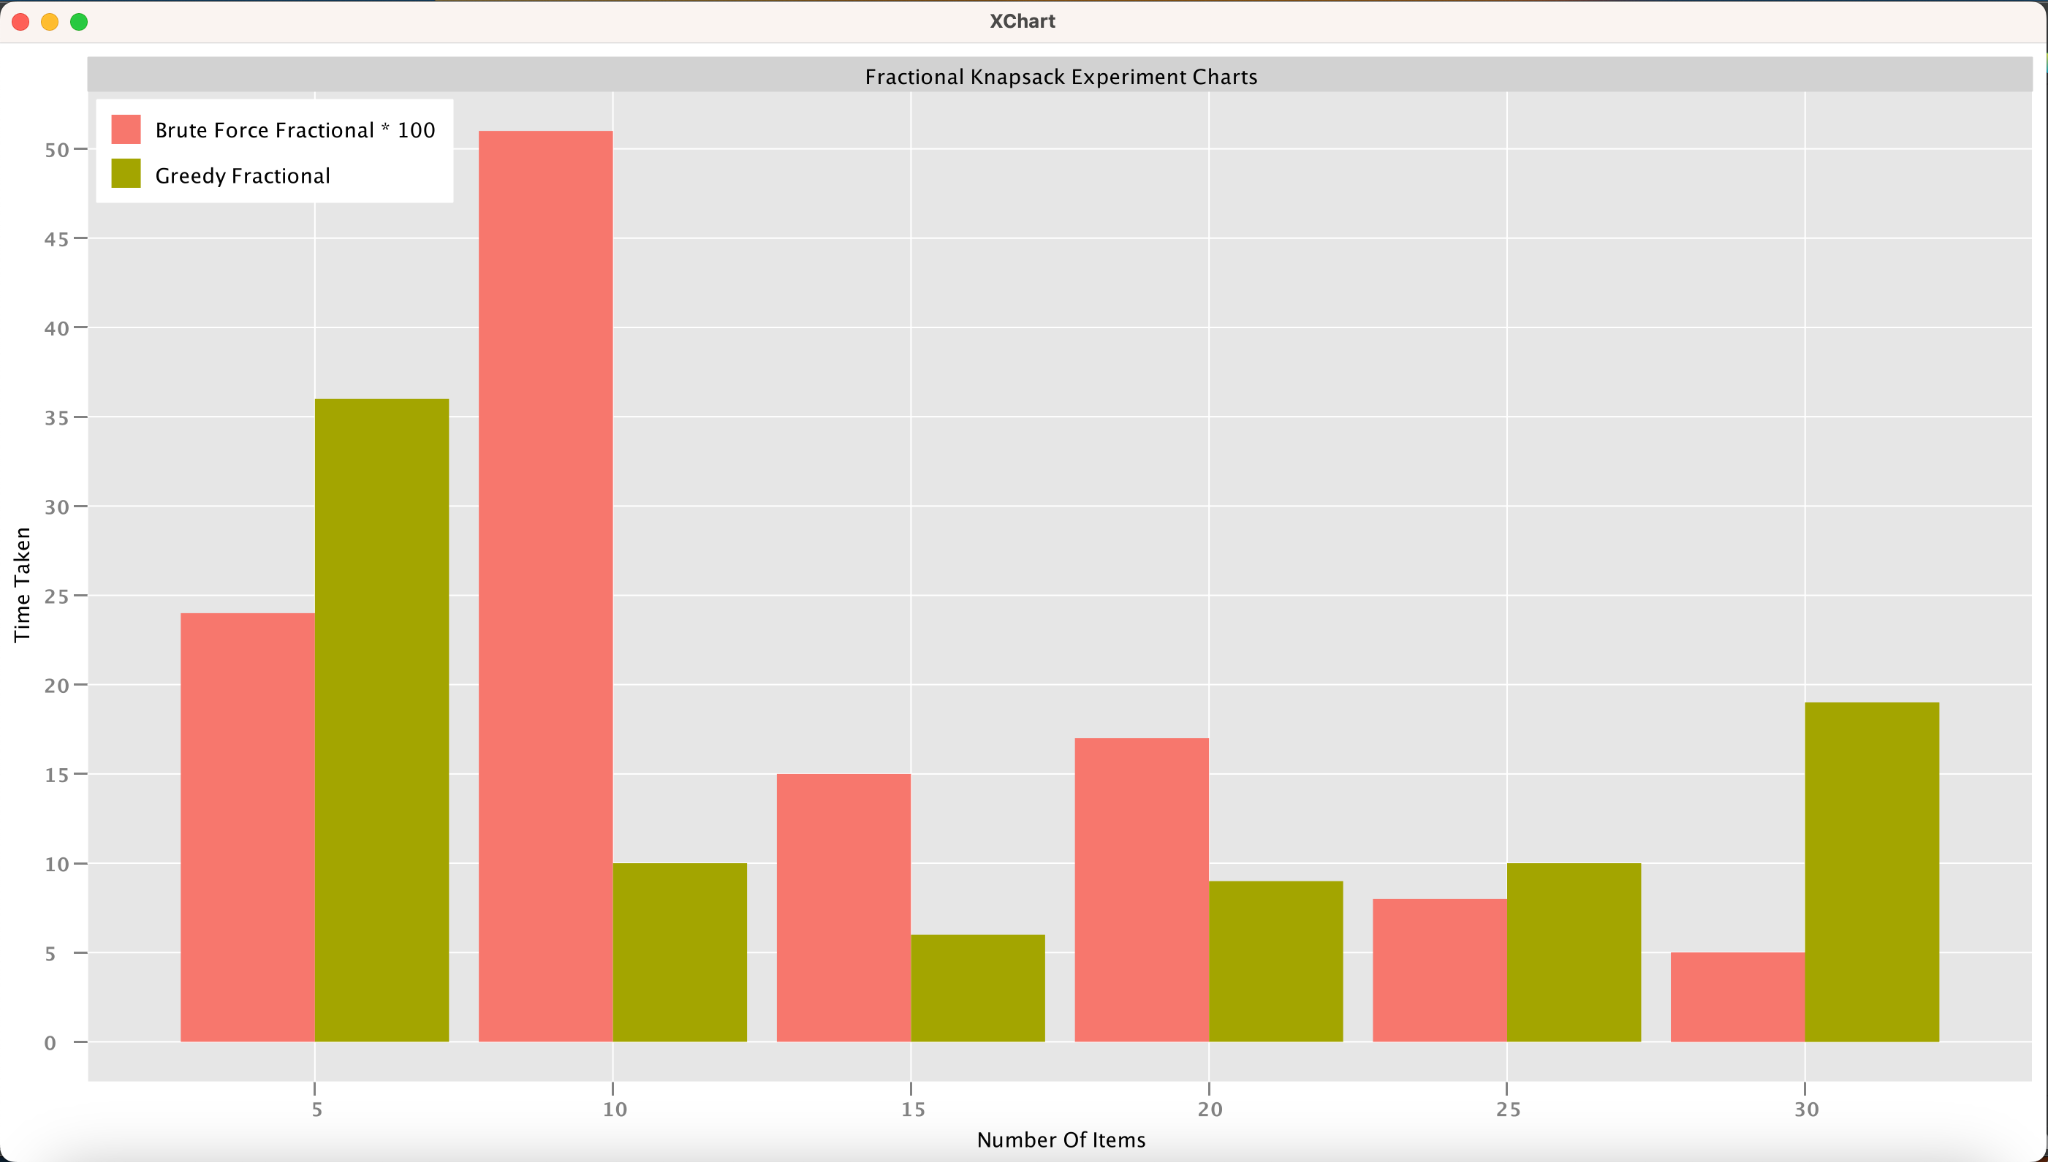 XChart
Fractional Knapsack Experiment Charts
Brute Force Fractional * 100
Greedy Fractional
50
45
40
35
30
25
20
15
10
5
0
Time Taken
5 10 15 20 25 30
Number Of Items